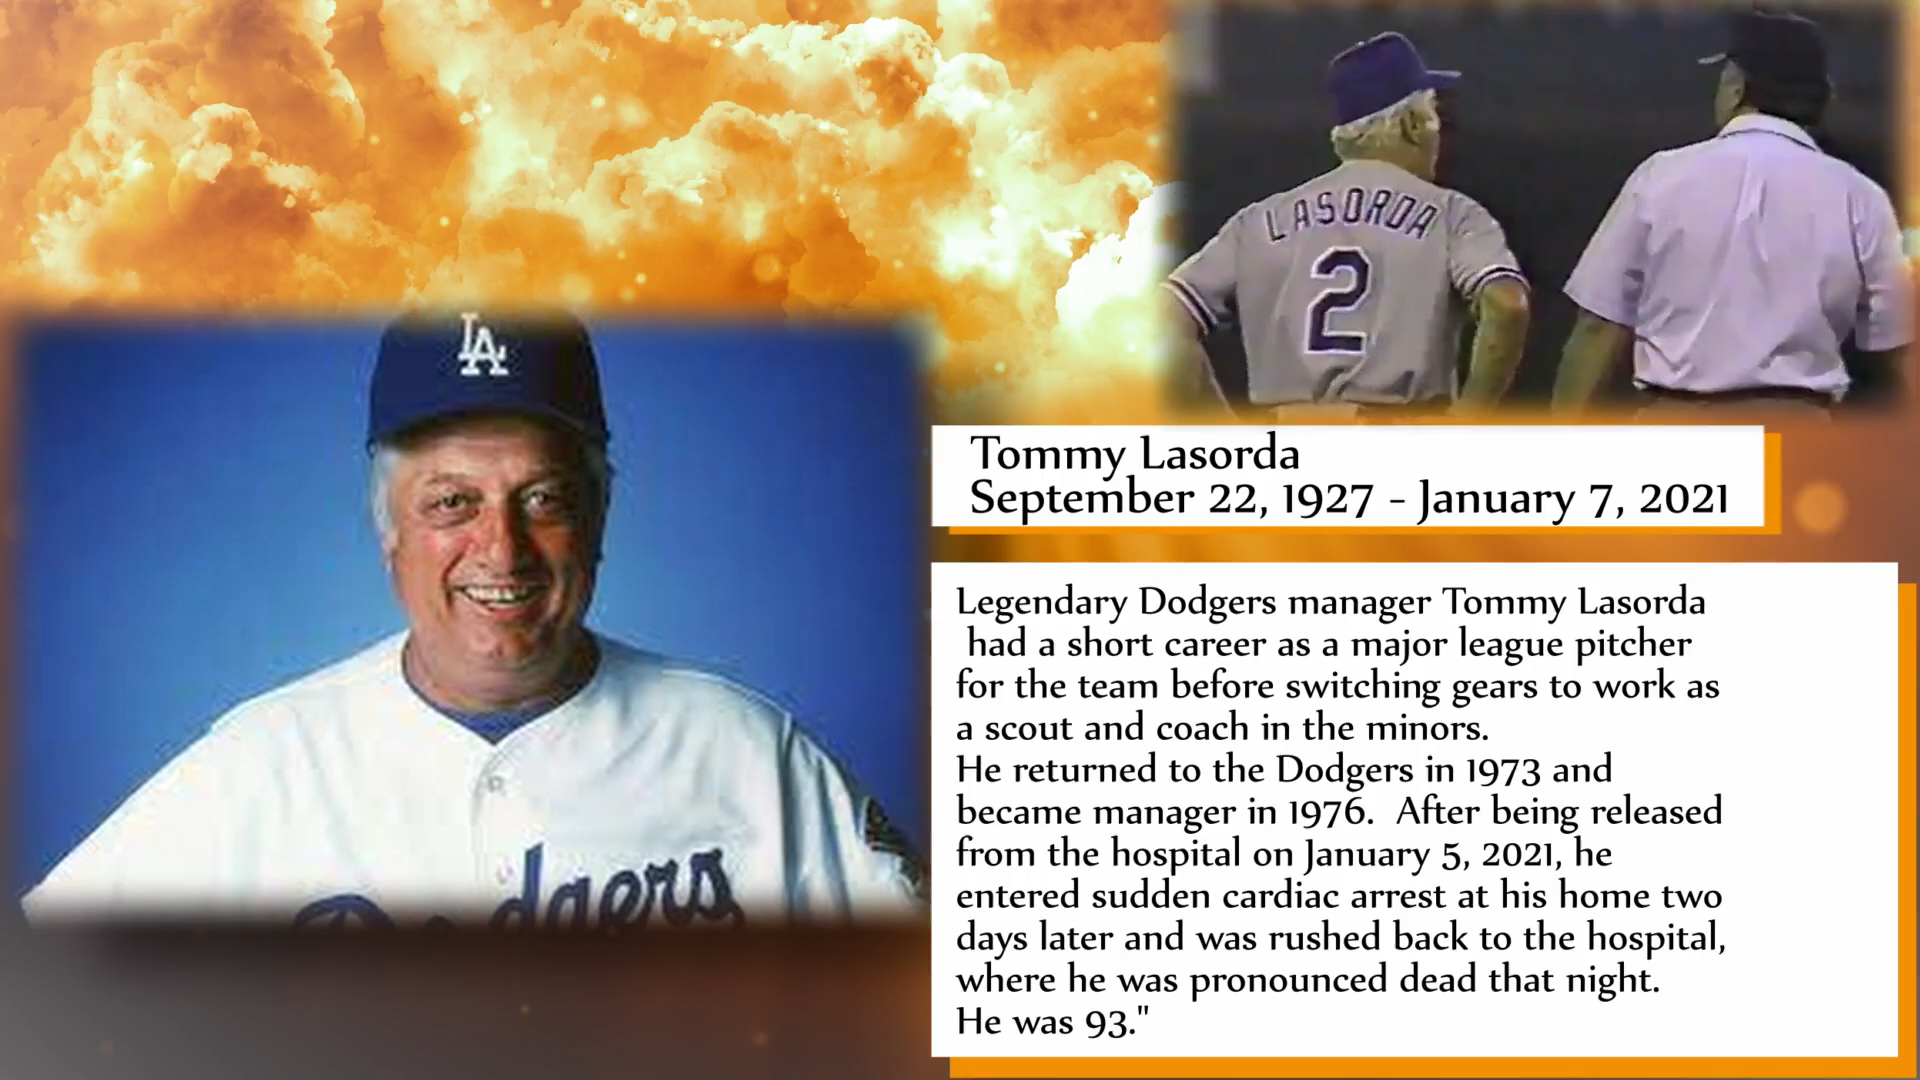 LA
Dodgers
LASORDA
2
Tommy Lasorda
September 22, 1927 - January 7, 2021
Legendary Dodgers manager Tommy Lasorda
had a short career as a major league pitcher
for the team before switching gears to work as
a scout and coach in the minors.
He returned to the Dodgers in 1973 and
became manager in 1976.  After being released
from the hospital on January 5, 2021, he
entered sudden cardiac arrest at his home two
days later and was rushed back to the hospital,
where he was pronounced dead that night.
He was 93."